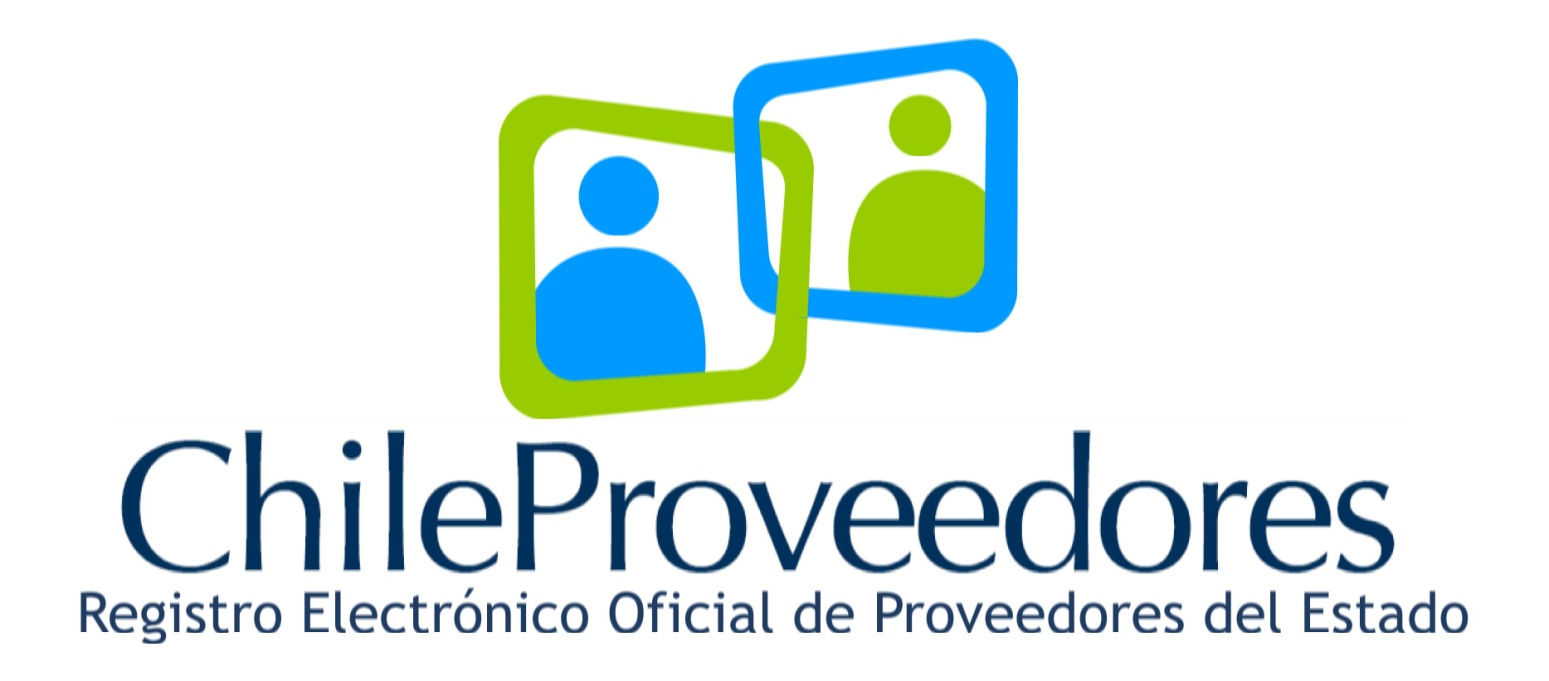 ChileProveedores
Registro Electrónico Oficial de Proveedores del Estado